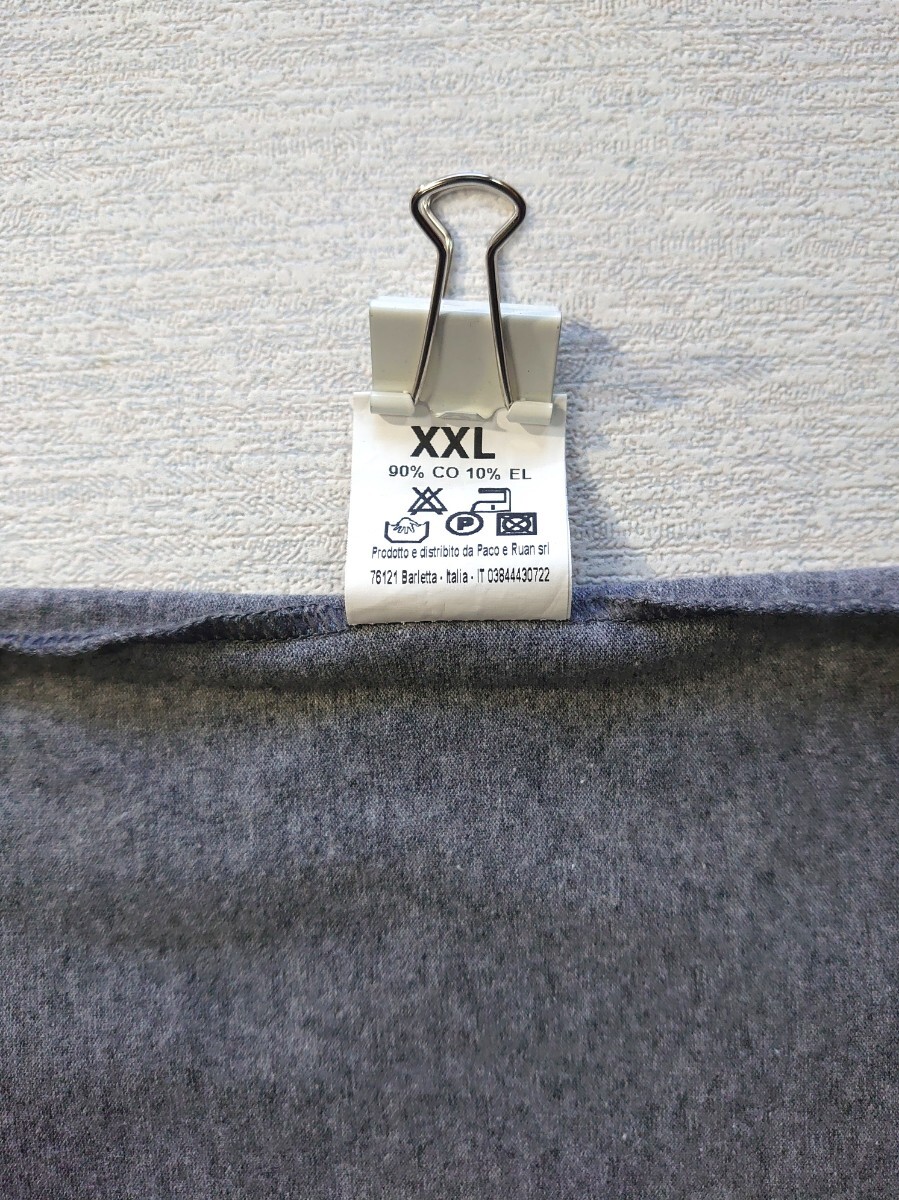 XXL
90% CO 10% EL
P
Prodotto e distribito da Paco e Ruan srl
76121 Barletta - Italia - IT 03844430722